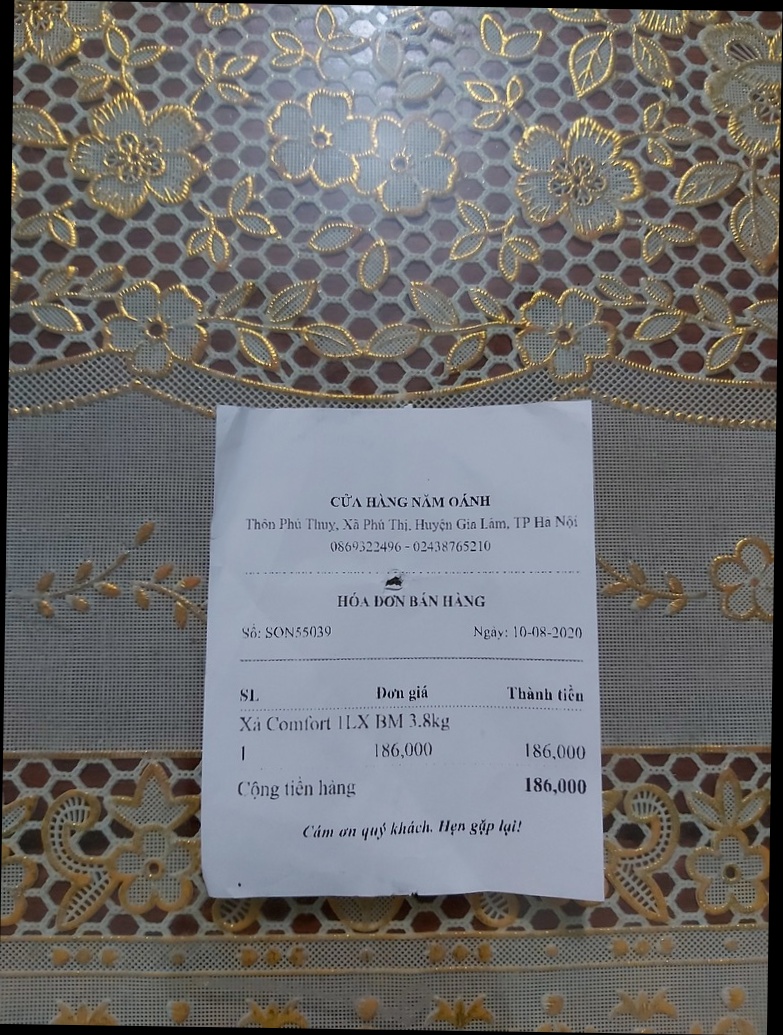 CỬA HÀNG NĂM OÁNH
Thôn Phú Thuỵ, Xã Phú Thị, Huyện Gia Lâm, TP Hà Nội
0869322496 - 02438765210
HÓA ĐƠN BÁN HÀNG
Số: SON55039 Ngày: 10-08-2020
SL Đơn giá Thành tiền
Xả Comfort 1LX BM 3.8kg
1 186,000 186,000
Cộng tiền hàng 186,000
Cám ơn quý khách. Hẹn gặp lại!